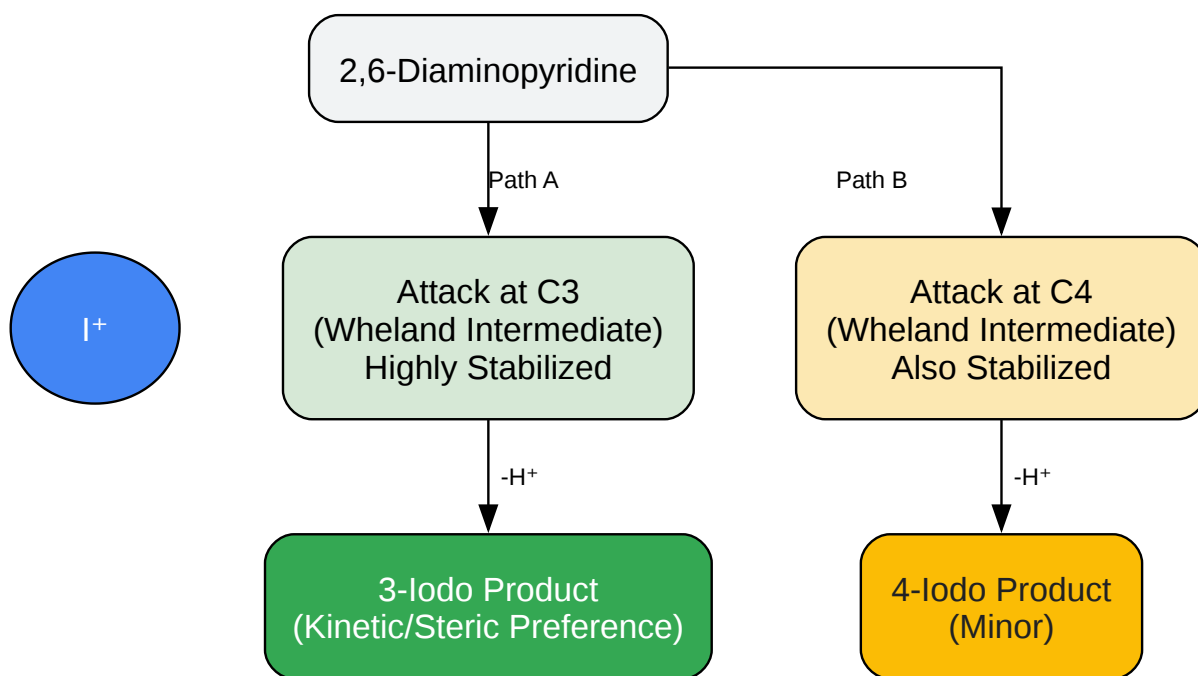 2,6-Diaminopyridine
Path A
Path B
I⁺
Attack at C3
(Wheland Intermediate)
Highly Stabilized
Attack at C4
(Wheland Intermediate)
Also Stabilized
-H⁺
-H⁺
3-Iodo Product
(Kinetic/Steric Preference)
4-Iodo Product
(Minor)